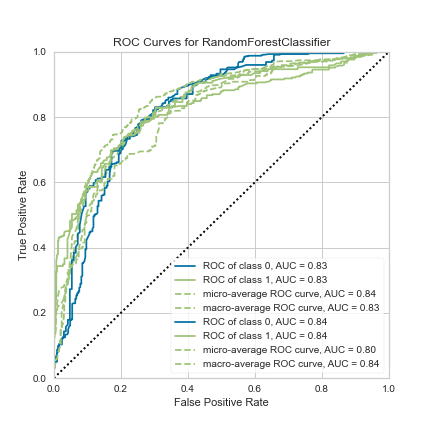 ROC Curves for RandomForestClassifier
1.0
0.8
0.6
0.4
0.2
0.0
True Positive Rate
ROC of class 0, AUC = 0.83
ROC of class 1, AUC = 0.83
micro-average ROC curve, AUC = 0.84
macro-average ROC curve, AUC = 0.83
ROC of class 0, AUC = 0.84
ROC of class 1, AUC = 0.84
micro-average ROC curve, AUC = 0.80
macro-average ROC curve, AUC = 0.84
0.0 0.2 0.4 0.6 0.8 1.0
False Positive Rate